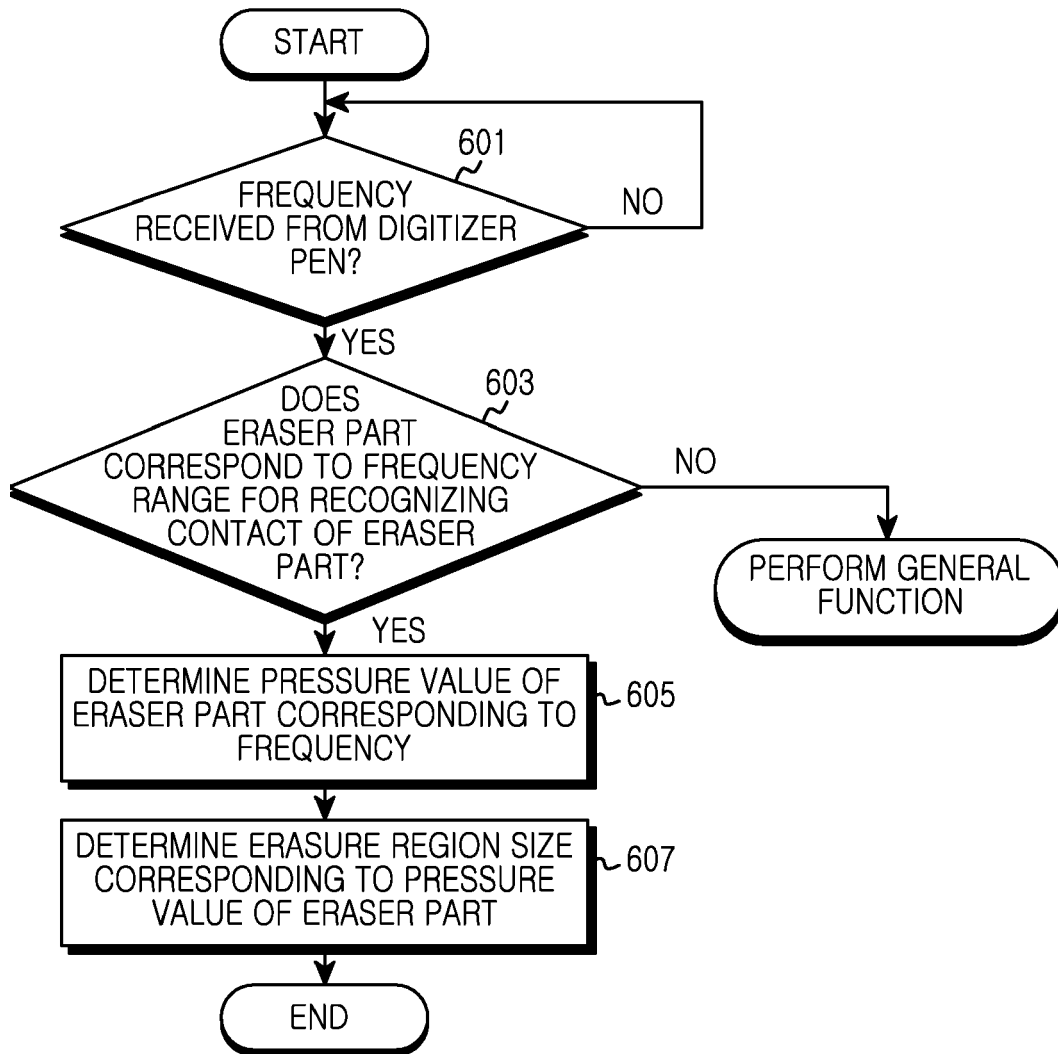 START
601
FREQUENCY
RECEIVED FROM DIGITIZER
PEN?
NO
YES
603
DOES
ERASER PART
CORRESPOND TO FREQUENCY
RANGE FOR RECOGNIZING
CONTACT OF ERASER
PART?
NO
PERFORM GENERAL
FUNCTION
YES
DETERMINE PRESSURE VALUE OF
ERASER PART CORRESPONDING TO
FREQUENCY
605
DETERMINE ERASURE REGION SIZE
CORRESPONDING TO PRESSURE
VALUE OF ERASER PART
607
END